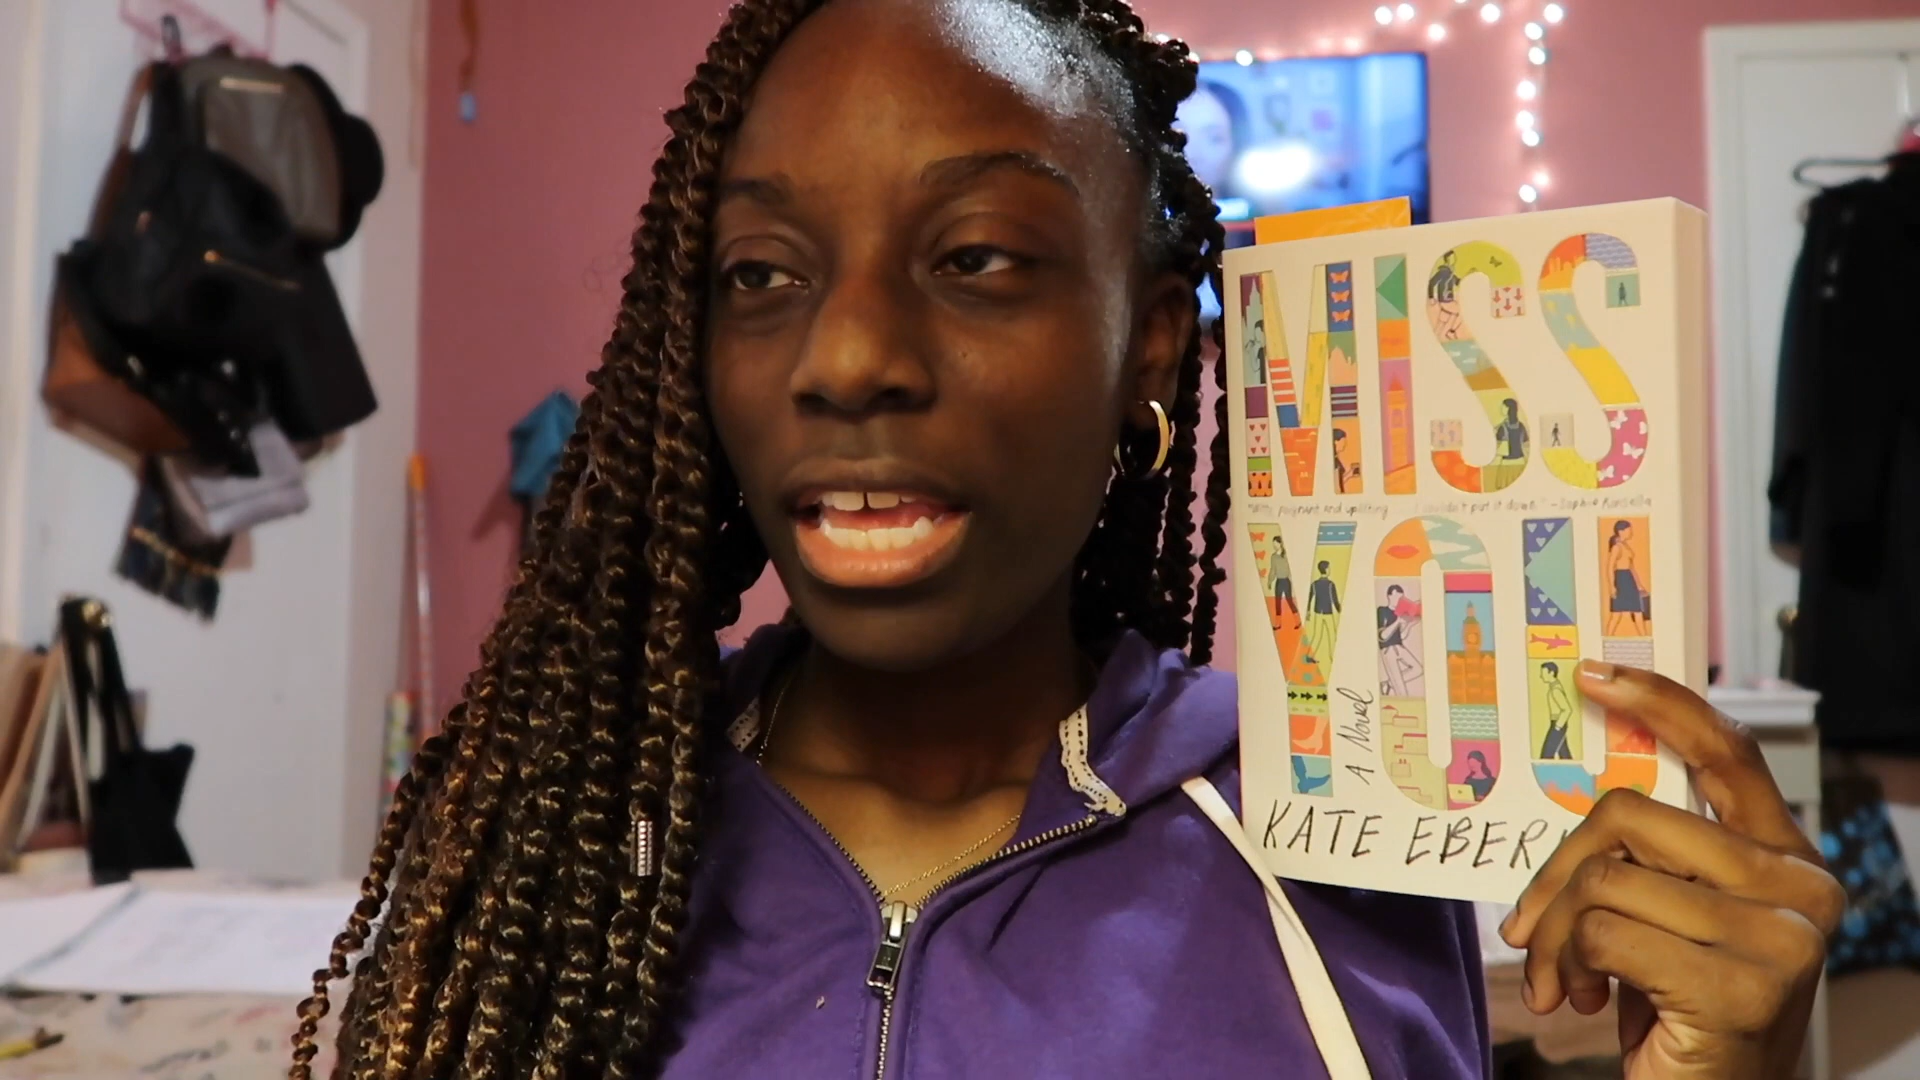 MISS
"Witty, poignant and uplifting. I couldn't put it down." —Sophie Kinsella
YOU
A Novel
KATE EBER